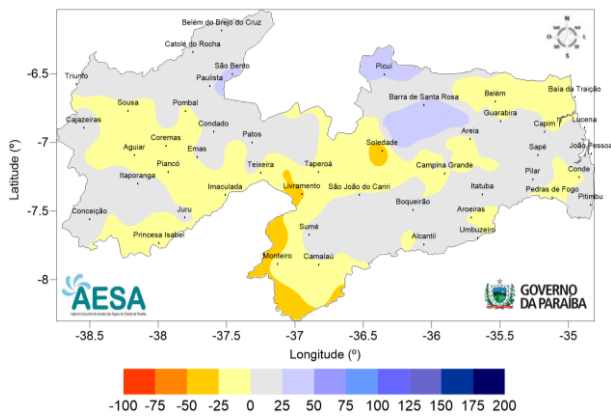 Belém do Brejo do Cruz
Catolé do Rocha
São Bento
Picuí
-6.5
Triunfo
Paulista
Belém
Baía da Traição
Sousa
Pombal
Barra de Santa Rosa
Guarabira
Lucena
Cajazeiras
Condado
Capim
-7
Coremas
Patos
Soledade
Areia
Aguiar
Emas
Sapé
João Pessoa
Piancó
Teixeira
Taperoá
Campina Grande
Conde
Itaporanga
Imaculada
Livramento
São João do Cariri
Itatuba
Pilar
Pedras de Fogo
Latitude (º)
-7.5
Conceição
Juru
Boqueirão
Aroeiras
Pitimbu
Princesa Isabel
Sumé
Alcantil
Umbuzeiro
Monteiro
Camalaú
-8
AESA
GOVERNO
DA PARAÍBA
-38.5 -38 -37.5 -37 -36.5 -36 -35.5 -35
Longitude (º)
-100 -75 -50 -25 0 25 50 75 100 125 150 175 200